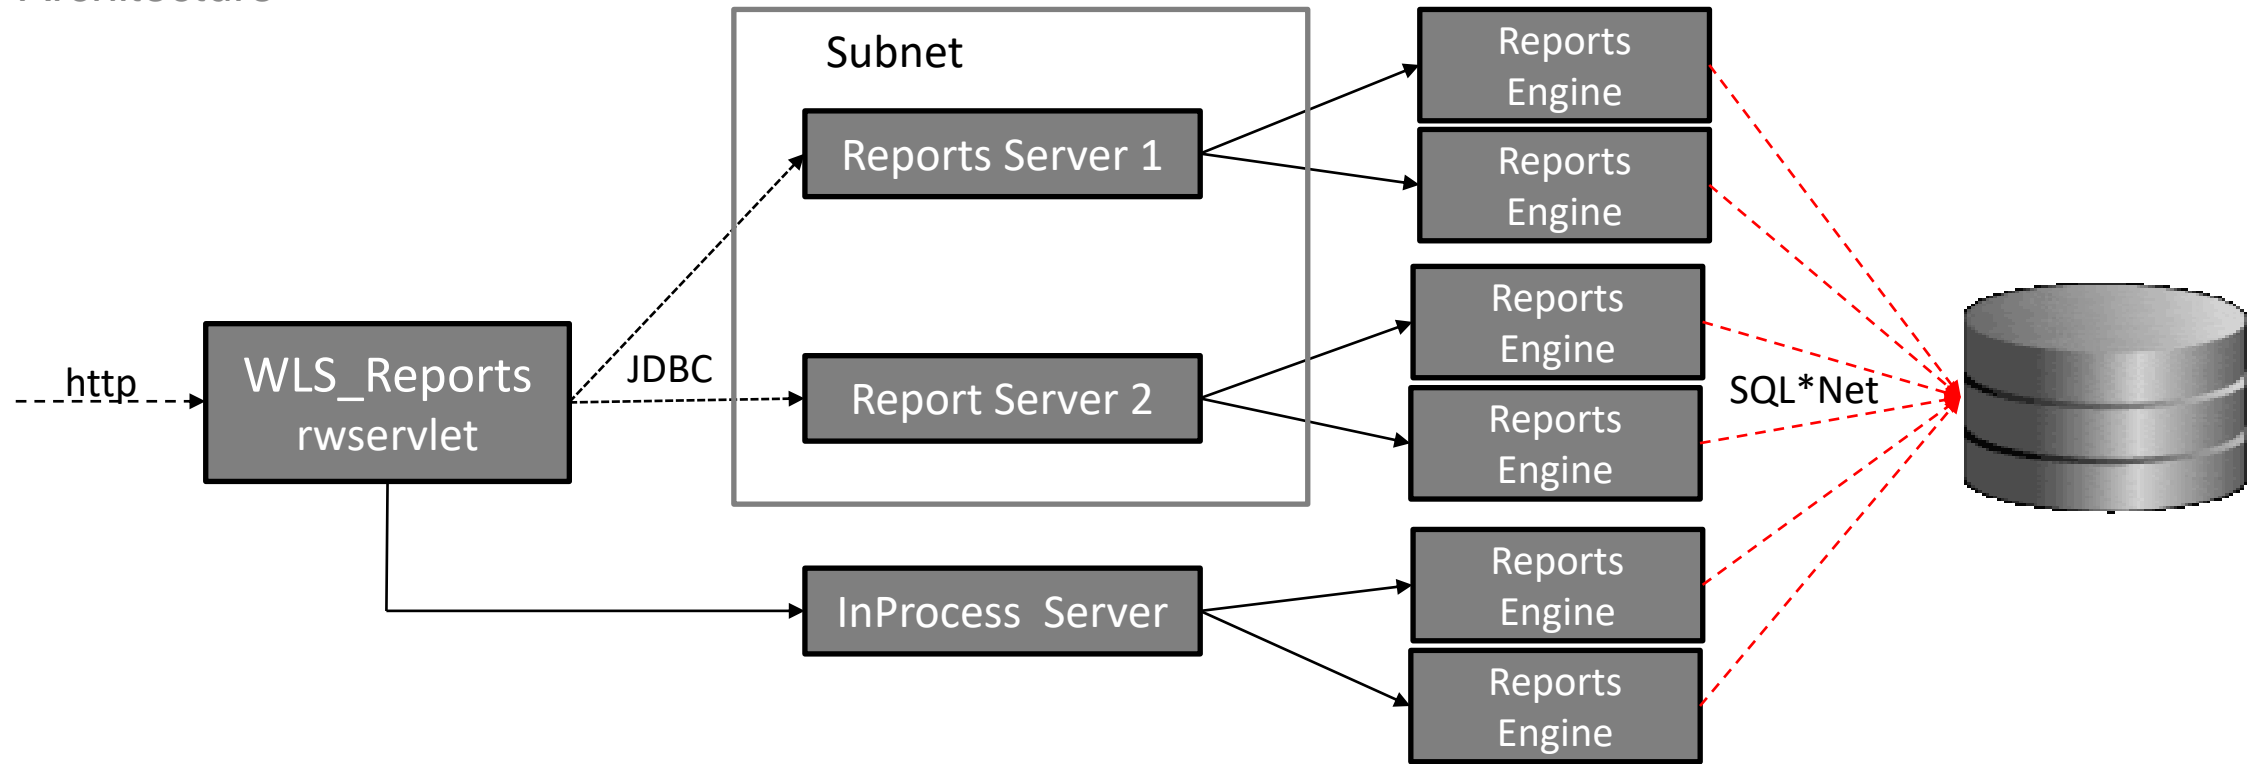 Architecture
Subnet
Reports
Engine
Reports Server 1
Reports
Engine
http
WLS_Reports
rwservlet
JDBC
Report Server 2
Reports
Engine
SQL*Net
Reports
Engine
InProcess  Server
Reports
Engine
Reports
Engine